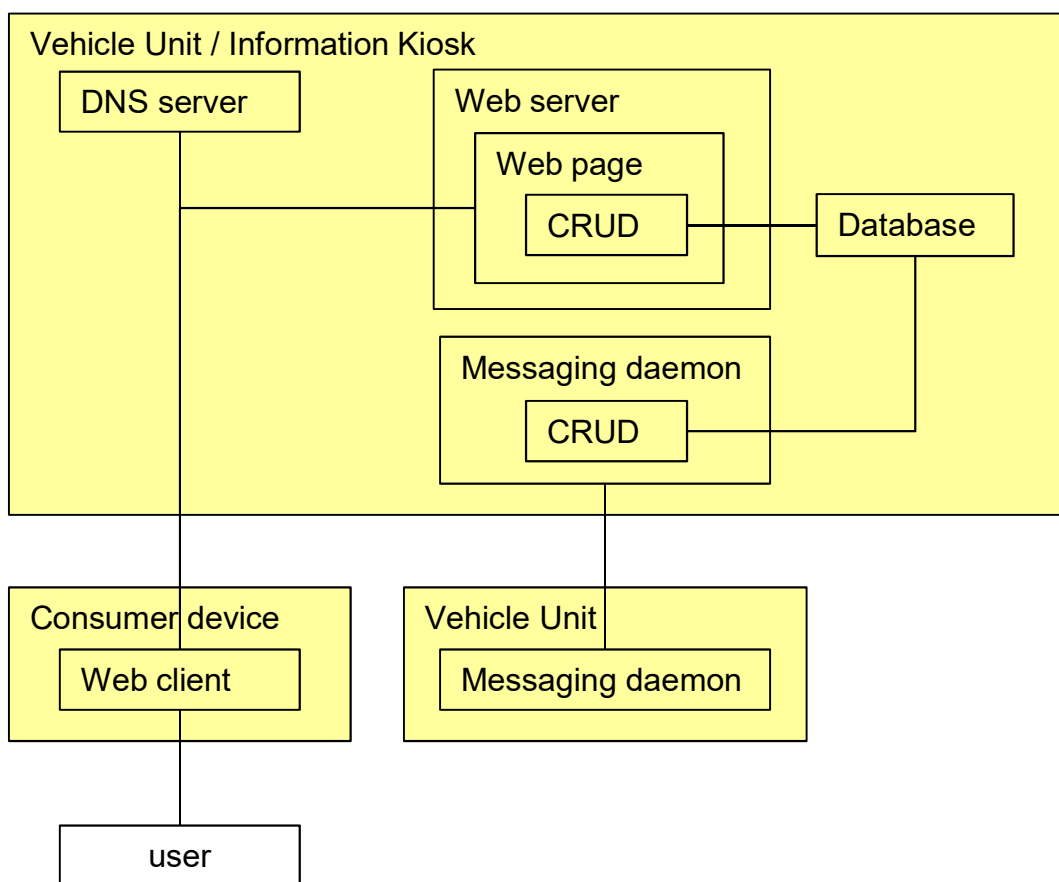 Vehicle Unit / Information Kiosk
DNS server
Web server
Web page
CRUD
Database
Messaging daemon
CRUD
Consumer device
Web client
Vehicle Unit
Messaging daemon
user